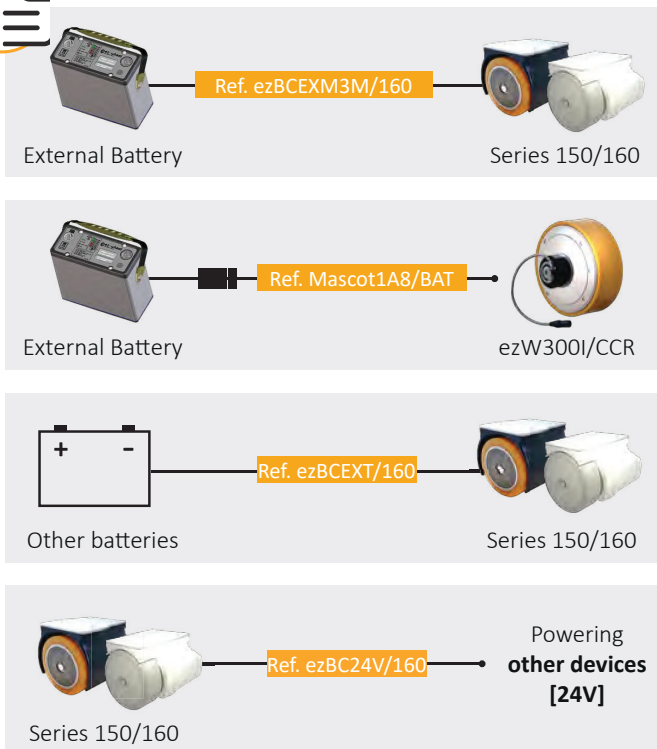 Ref. ezBCEXM3M/160
External Battery
Series 150/160
Ref. Mascot1A8/BAT
External Battery
ezW300I/CCR
+ -
Ref. ezBCEXT/160
Other batteries
Series 150/160
Powering
Ref. ezBC24V/160
other devices
[24V]
Series 150/160